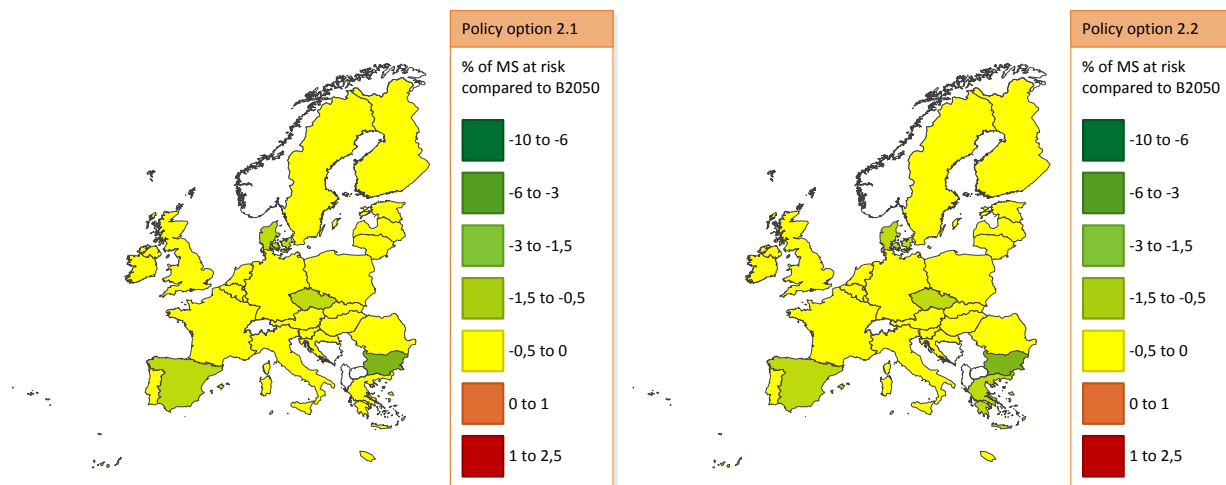 Policy option 2.1
% of MS at risk
compared to B2050
-10 to -6
-6 to -3
-3 to -1,5
-1,5 to -0,5
-0,5 to 0
0 to 1
1 to 2,5
Policy option 2.2
% of MS at risk
compared to B2050
-10 to -6
-6 to -3
-3 to -1,5
-1,5 to -0,5
-0,5 to 0
0 to 1
1 to 2,5